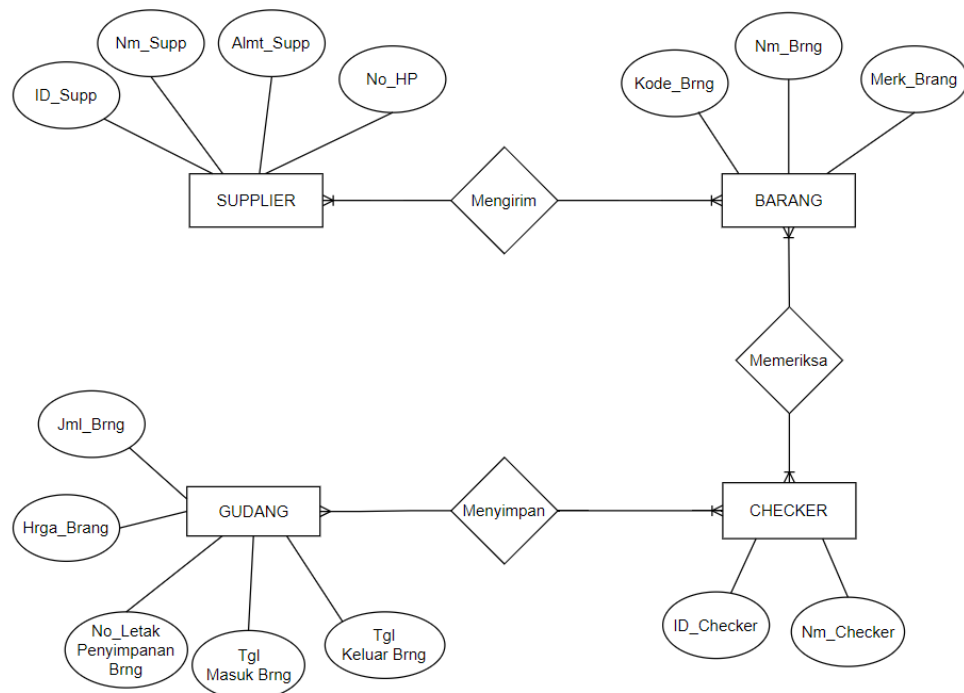 Nm_Supp
Almt_Supp
Nm_Brng
No_HP
Kode_Brng
Merk_Brang
ID_Supp
SUPPLIER
Mengirim
BARANG
Memeriksa
Jml_Brng
GUDANG
Menyimpan
CHECKER
Hrga_Brang
No_Letak
Penyimpanan
Brng
Tgl
Masuk Brng
Tgl
Keluar Brng
ID_Checker
Nm_Checker